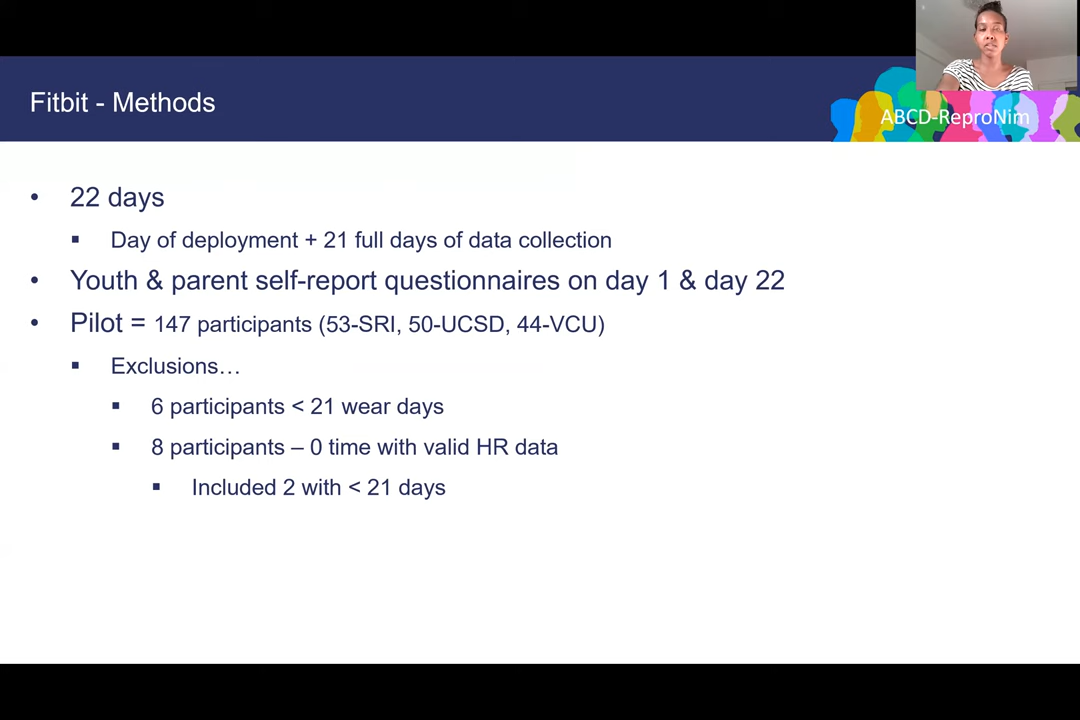 Fitbit - Methods
ABCD-ReproNim
• 22 days
▪ Day of deployment + 21 full days of data collection
• Youth & parent self-report questionnaires on day 1 & day 22
• Pilot = 147 participants (53-SRI, 50-UCSD, 44-VCU)
▪ Exclusions…
▪ 6 participants < 21 wear days
▪ 8 participants – 0 time with valid HR data
▪ Included 2 with < 21 days